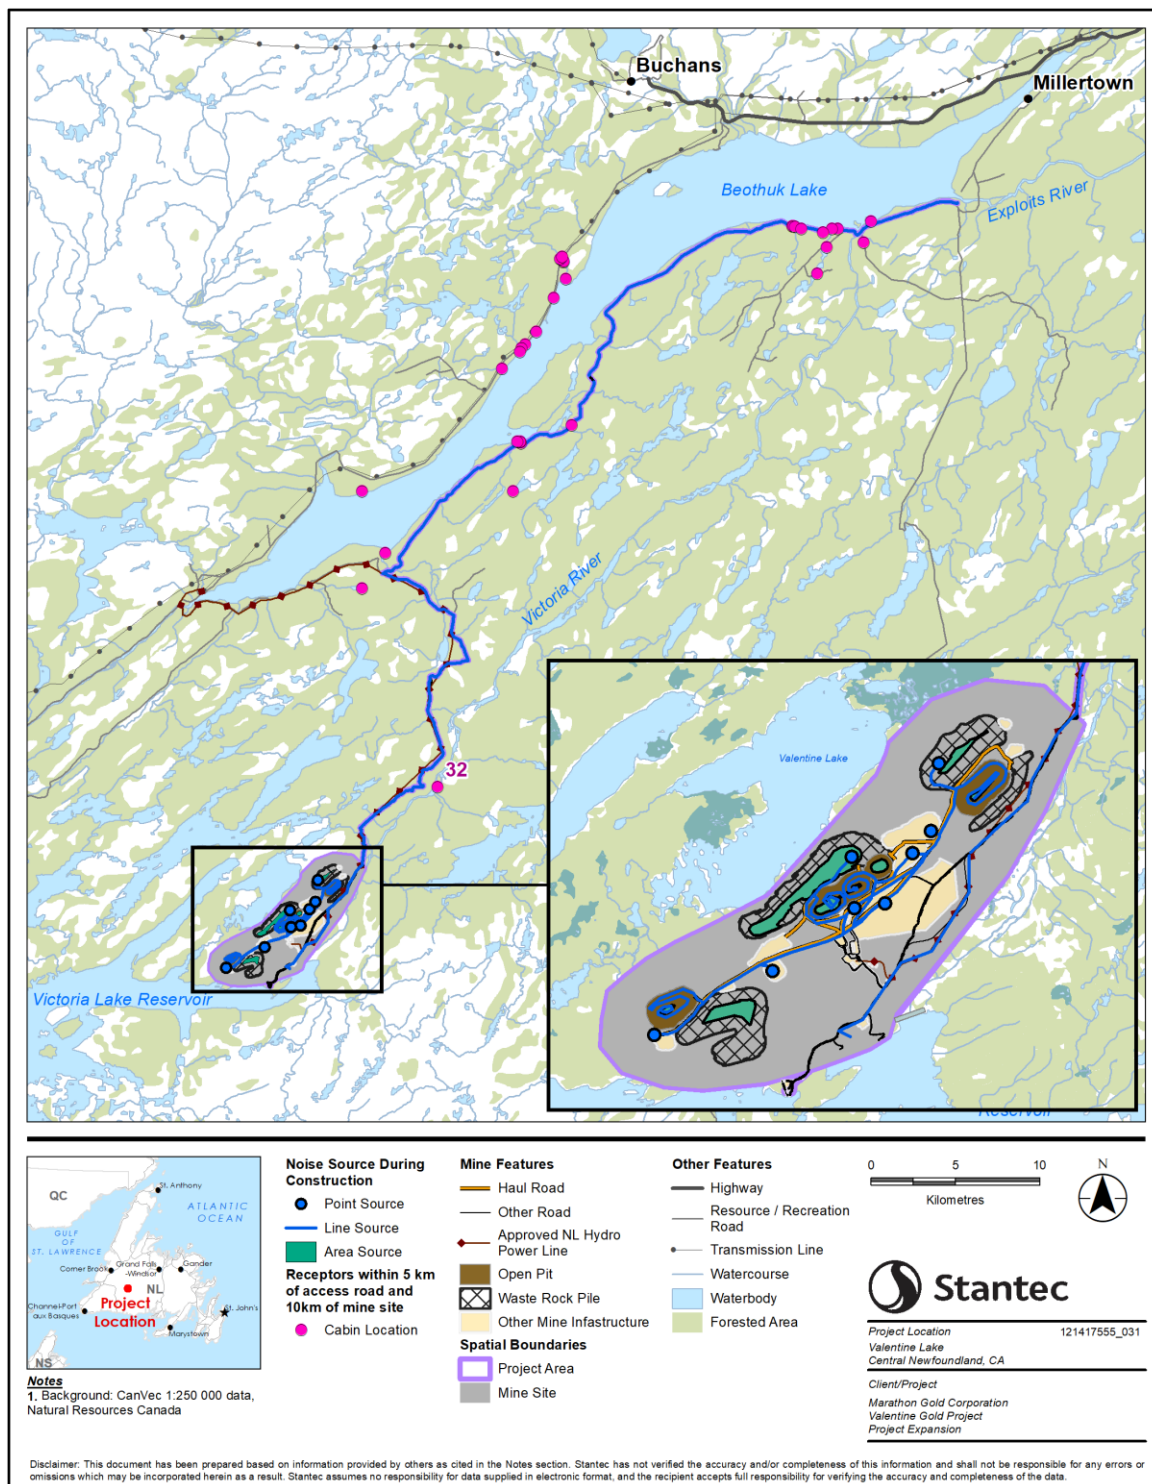 Buchans
Millertown
Beothuk Lake
Exploits River
Victoria River
32
Valentine Lake
Victoria Lake Reservoir
Reservoir
QC
St. Anthony
ATLANTIC
OCEAN
GULF
OF
ST. LAWRENCE
Corner Brook
Grand Falls
-Windsor
Gander
NL
Project
Location
St. John's
Channel-Port
aux Basques
Marystown
NS
Notes
1. Background: CanVec 1:250 000 data,
Natural Resources Canada
Noise Source During
Construction
Point Source
Line Source
Area Source
Receptors within 5 km
of access road and
10km of mine site
Cabin Location
Mine Features
Haul Road
Other Road
Approved NL Hydro
Power Line
Open Pit
Waste Rock Pile
Other Mine Infastructure
Spatial Boundaries
Project Area
Mine Site
Other Features
Highway
Resource / Recreation
Road
Transmission Line
Watercourse
Waterbody
Forested Area
0 5 10
Kilometres
N
Stantec
Project Location 121417555_031
Valentine Lake
Central Newfoundland, CA
Client/Project
Marathon Gold Corporation
Valentine Gold Project
Project Expansion
Disclaimer: This document has been prepared based on information provided by others as cited in the Notes section. Stantec has not verified the accuracy and/or completeness of this information and shall not be responsible for any errors or
omissions which may be incorporated herein as a result. Stantec assumes no responsibility for data supplied in electronic format, and the recipient accepts full responsibility for verifying the accuracy and completeness of the data.